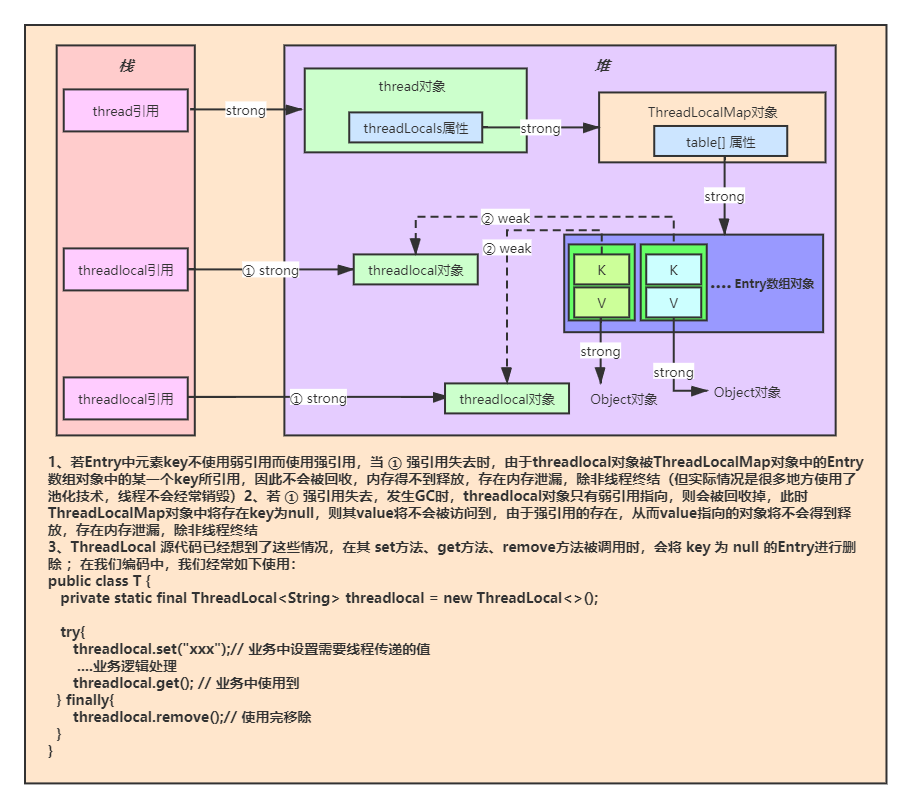 栈
堆
thread引用
strong
thread对象
threadLocals属性
strong
ThreadLocalMap对象
table[] 属性
strong
② weak
② weak
threadlocal引用
① strong
threadlocal对象
K
V
K
V
.... Entry数组对象
strong
strong
Object对象
Object对象
threadlocal引用
① strong
threadlocal对象
1、若Entry中元素key不使用弱引用而使用强引用，当 ① 强引用失去时，由于threadlocal对象被ThreadLocalMap对象中的Entry
数组对象中的某一个key所引用，因此不会被回收，内存得不到释放，存在内存泄漏，除非线程终结（但实际情况是很多地方使用了
池化技术，线程不会经常销毁）2、若 ① 强引用失去，发生GC时，threadlocal对象只有弱引用指向，则会被回收掉，此时
ThreadLocalMap对象中将存在key为null，则其value将不会被访问到，由于强引用的存在，从而value指向的对象将不会得到释
放，存在内存泄漏，除非线程终结
3、ThreadLocal 源代码已经想到了这些情况，在其 set方法、get方法、remove方法被调用时，会将 key 为 null 的Entry进行删
除 ；在我们编码中，我们经常如下使用：
public class T {
private static final ThreadLocal<String> threadlocal = new ThreadLocal<>();
try{
threadlocal.set("xxx");// 业务中设置需要线程传递的值
....业务逻辑处理
threadlocal.get(); // 业务中使用到
} finally{
threadlocal.remove();// 使用完移除
}
}